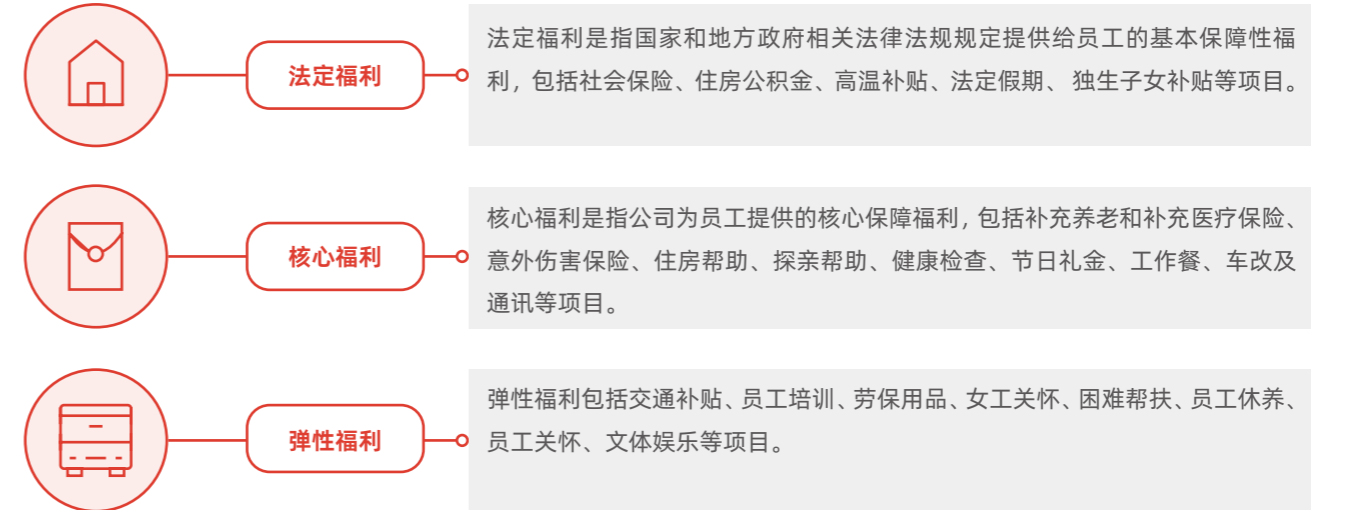 法定福利
法定福利是指国家和地方政府相关法律法规规定提供给员工的基本保障性福
利，包括社会保险、住房公积金、高温补贴、法定假期、 独生子女补贴等项目。
核心福利
核心福利是指公司为员工提供的核心保障福利，包括补充养老和补充医疗保险、
意外伤害保险、住房帮助、探亲帮助、健康检查、节日礼金、工作餐、车改及
通讯等项目。
弹性福利
弹性福利包括交通补贴、员工培训、劳保用品、女工关怀、困难帮扶、员工休养、
员工关怀、文体娱乐等项目。